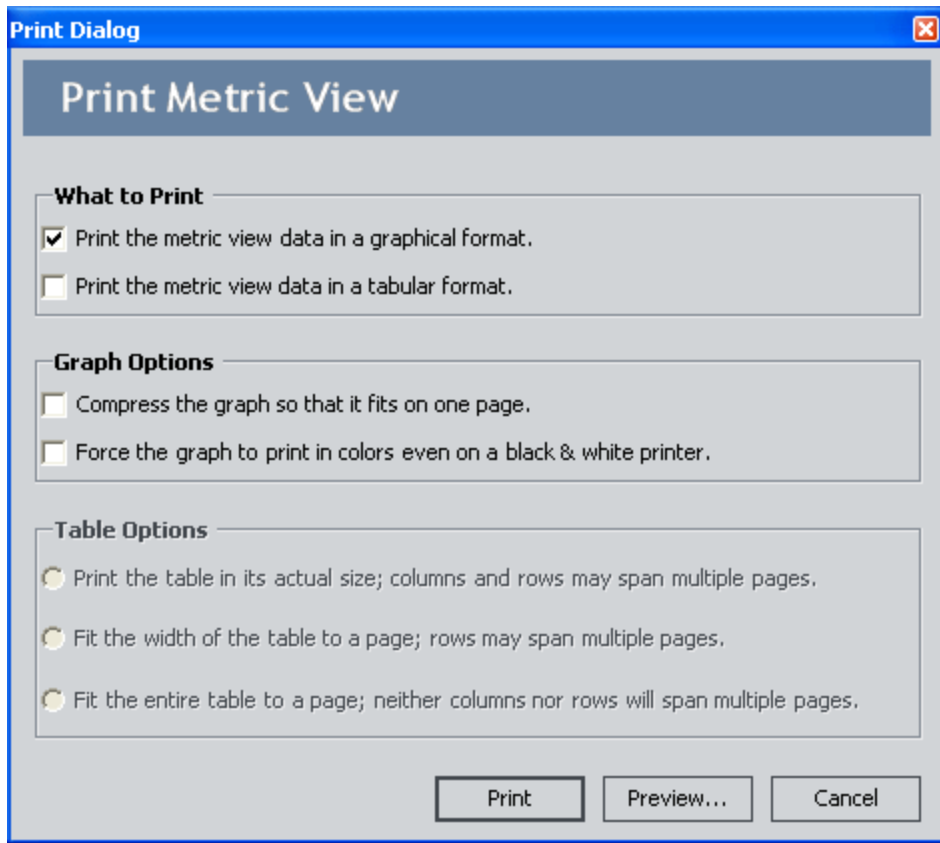 Print Dialog
Print Metric View
What to Print
Print the metric view data in a graphical format.
Print the metric view data in a tabular format.
Graph Options
Compress the graph so that it fits on one page.
Force the graph to print in colors even on a black & white printer.
Table Options
Print the table in its actual size; columns and rows may span multiple pages.
Fit the width of the table to a page; rows may span multiple pages.
Fit the entire table to a page; neither columns nor rows will span multiple pages.
Print Preview... Cancel